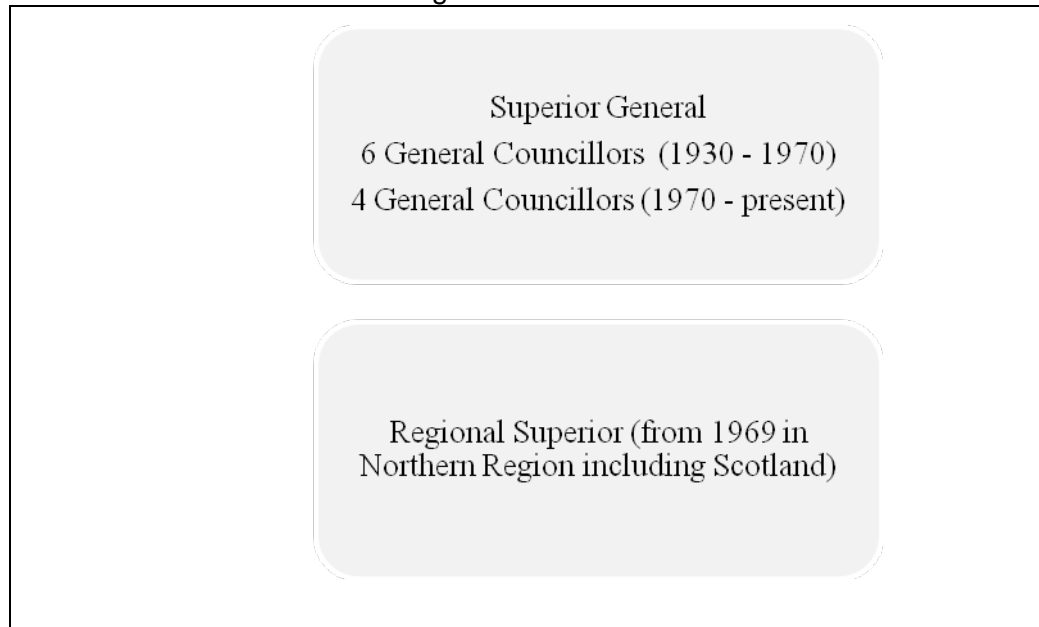 Superior General
6 General Councillors (1930 - 1970)
4 General Councillors (1970 - present)
Regional Superior (from 1969 in
Northern Region including Scotland)